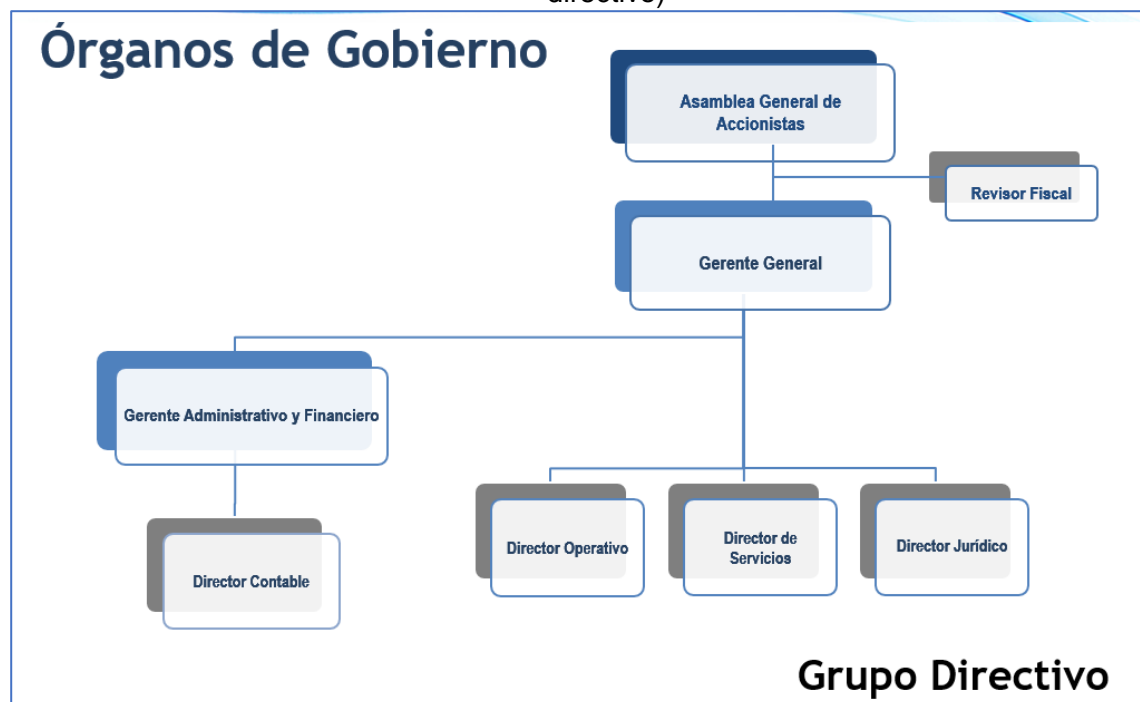 directivo)
Órganos de Gobierno
Asamblea General de
Accionistas
Revisor Fiscal
Gerente General
Gerente Administrativo y Financiero
Director Operativo
Director de
Servicios
Director Jurídico
Director Contable
Grupo Directivo